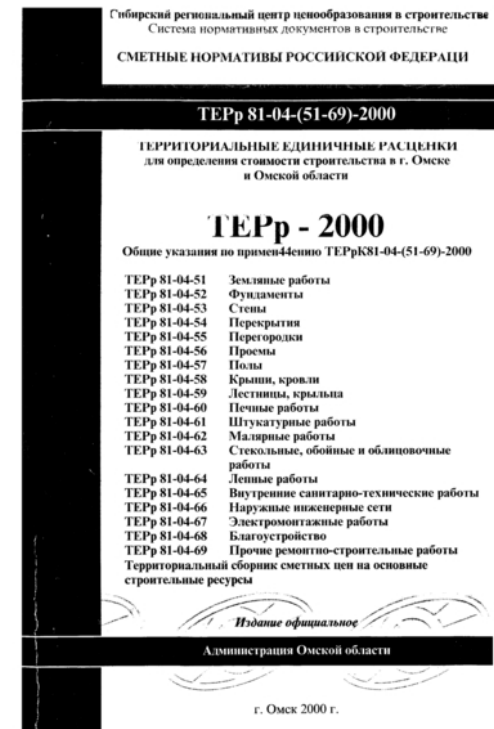 Сибирский региональный центр ценообразования в строительстве
Система нормативных документов в строительстве
СМЕТНЫЕ НОРМАТИВЫ РОССИЙСКОЙ ФЕДЕРАЦИ
ТЕРр 81-04-(51-69)-2000
ТЕРРИТОРИАЛЬНЫЕ ЕДИНИЧНЫЕ РАСЦЕНКИ
для определения стоимости строительства в г. Омске
и Омской области
ТЕРр - 2000
Общие указания по примен44ению ТЕРрК81-04-(51-69)-2000
ТЕРр 81-04-51 Земляные работы
ТЕРр 81-04-52 Фундаменты
ТЕРр 81-04-53 Стены
ТЕРр 81-04-54 Перекрытия
ТЕРр 81-04-55 Перегородки
ТЕРр 81-04-56 Проемы
ТЕРр 81-04-57 Полы
ТЕРр 81-04-58 Крыши, кровли
ТЕРр 81-04-59 Лестницы, крыльца
ТЕРр 81-04-60 Печные работы
ТЕРр 81-04-61 Штукатурные работы
ТЕРр 81-04-62 Малярные работы
ТЕРр 81-04-63 Стекольные, обойные и облицовочные
работы
ТЕРр 81-04-64 Лепные работы
ТЕРр 81-04-65 Внутренние санитарно-технические работы
ТЕРр 81-04-66 Наружные инженерные сети
ТЕРр 81-04-67 Электромонтажные работы
ТЕРр 81-04-68 Благоустройство
ТЕРр 81-04-69 Прочие ремонтно-строительные работы
Территориальный сборник сметных цен на основные
строительные ресурсы
Издание официальное
Администрация Омской области
г. Омск 2000 г.